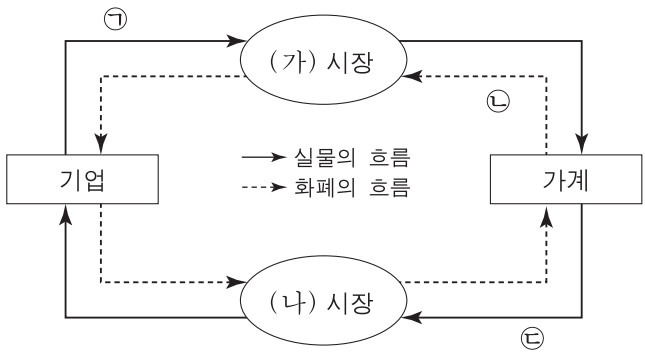 ㉠
(가) 시장
㉡
실물의 흐름
기업
가계
화폐의 흐름
(나) 시장
㉢